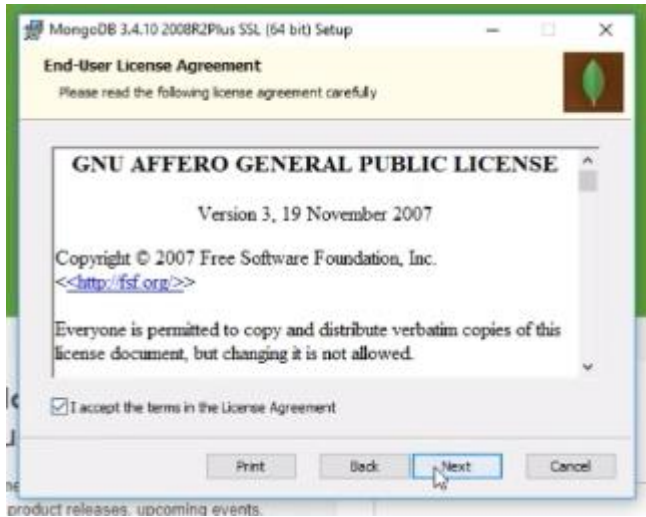 MongoDB 3.4.10 2008R2Plus SSL (64 bit) Setup
End-User License Agreement
Please read the following license agreement carefully
GNU AFFERO GENERAL PUBLIC LICENSE
Version 3, 19 November 2007
Copyright © 2007 Free Software Foundation, Inc.
<<http://fsf.org/>>
Everyone is permitted to copy and distribute verbatim copies of this
license document, but changing it is not allowed.
I accept the terms in the License Agreement
Print Back Next Cancel
product releases, upcoming events,